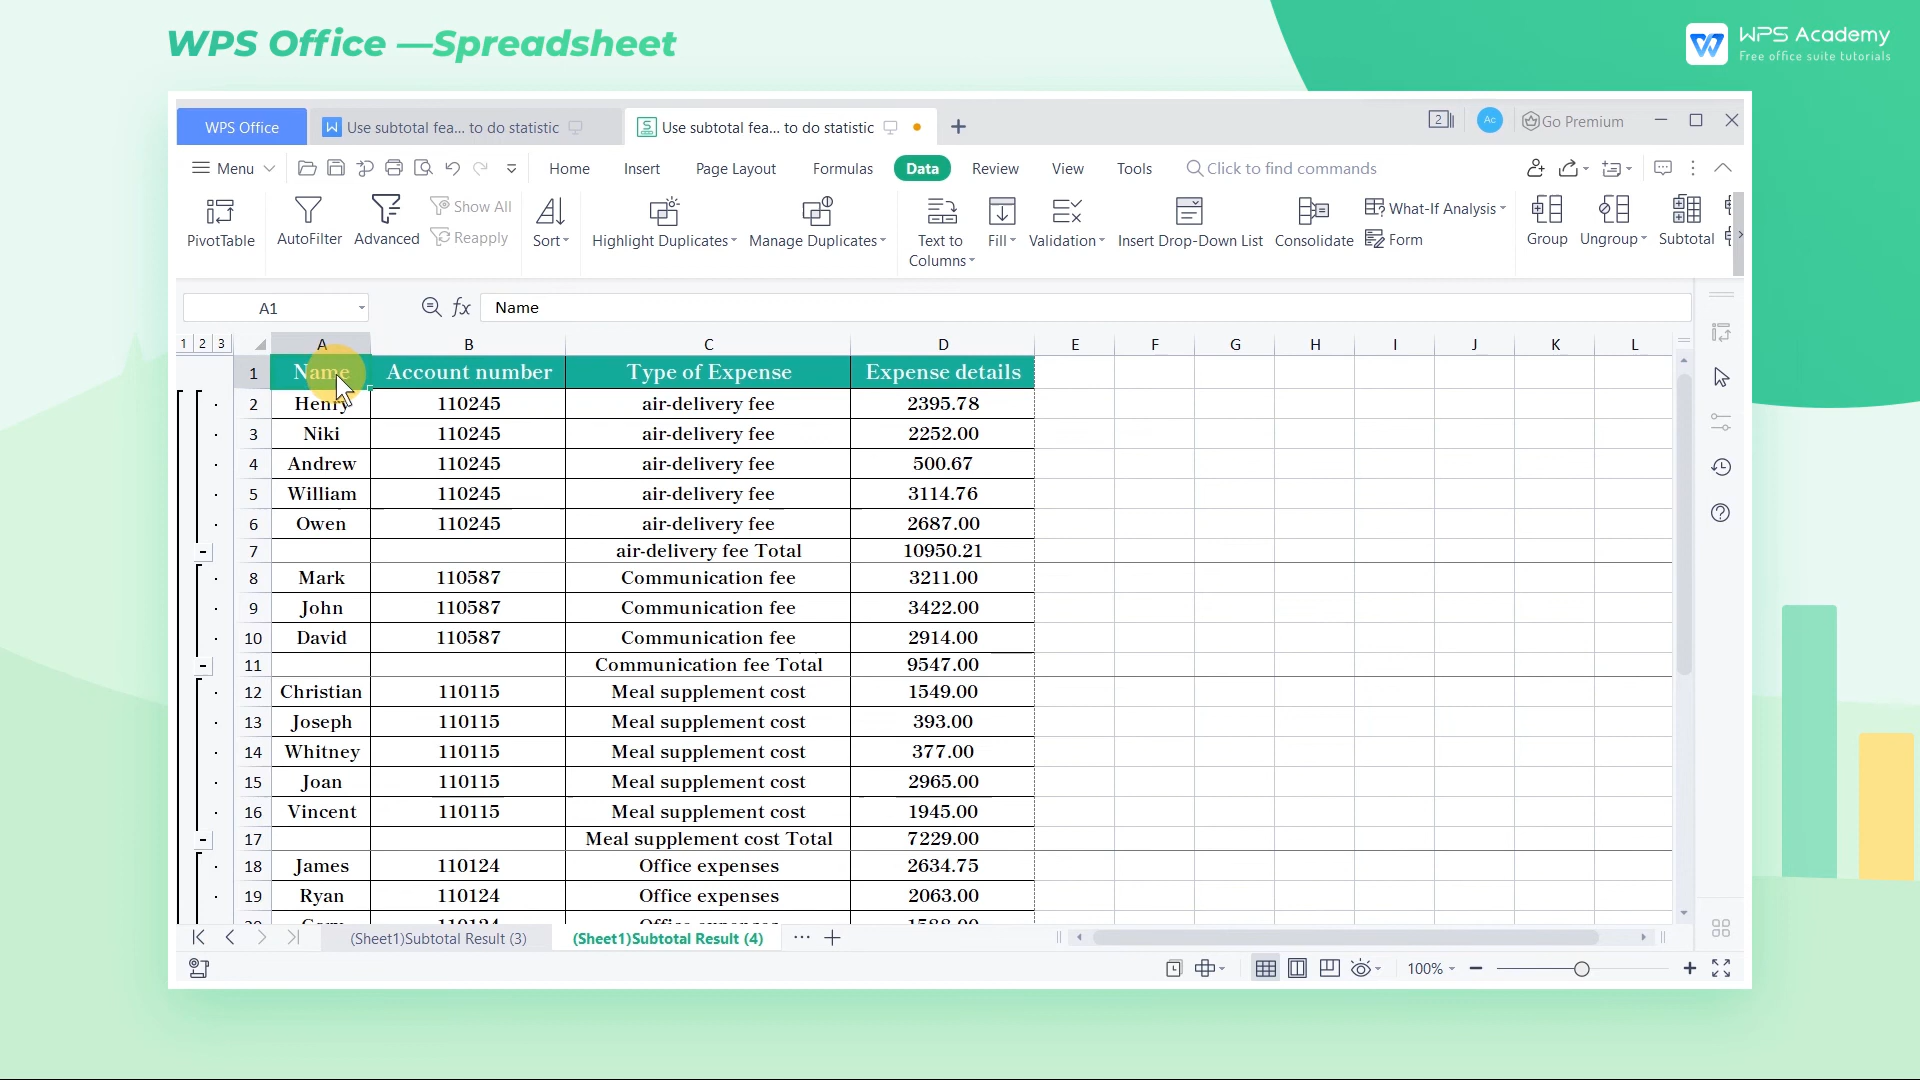 WPS Office —Spreadsheet
WPS Academy
Free office suite tutorials
WPS Office
Use subtotal fea... to do statistic
Use subtotal fea... to do statistic
2
Ac
Go Premium
Menu
Home Insert Page Layout Formulas Data Review View Tools Click to find commands
PivotTable
AutoFilter
Advanced
Show All
Reapply
Sort
Highlight Duplicates
Manage Duplicates
Text to
Columns
Fill
Validation
Insert Drop-Down List
Consolidate
What-If Analysis
Form
Group
Ungroup
Subtotal
A1 fx Name
1 2 3 A B C D E F G H I J K L
1 Name Account number Type of Expense Expense details
2 Henry 110245 air-delivery fee 2395.78
3 Niki 110245 air-delivery fee 2252.00
4 Andrew 110245 air-delivery fee 500.67
5 William 110245 air-delivery fee 3114.76
6 Owen 110245 air-delivery fee 2687.00
7 air-delivery fee Total 10950.21
8 Mark 110587 Communication fee 3211.00
9 John 110587 Communication fee 3422.00
10 David 110587 Communication fee 2914.00
11 Communication fee Total 9547.00
12 Christian 110115 Meal supplement cost 1549.00
13 Joseph 110115 Meal supplement cost 393.00
14 Whitney 110115 Meal supplement cost 377.00
15 Joan 110115 Meal supplement cost 2965.00
16 Vincent 110115 Meal supplement cost 1945.00
17 Meal supplement cost Total 7229.00
18 James 110124 Office expenses 2634.75
19 Ryan 110124 Office expenses 2063.00
(Sheet1)Subtotal Result (3) (Sheet1)Subtotal Result (4) ...
100%